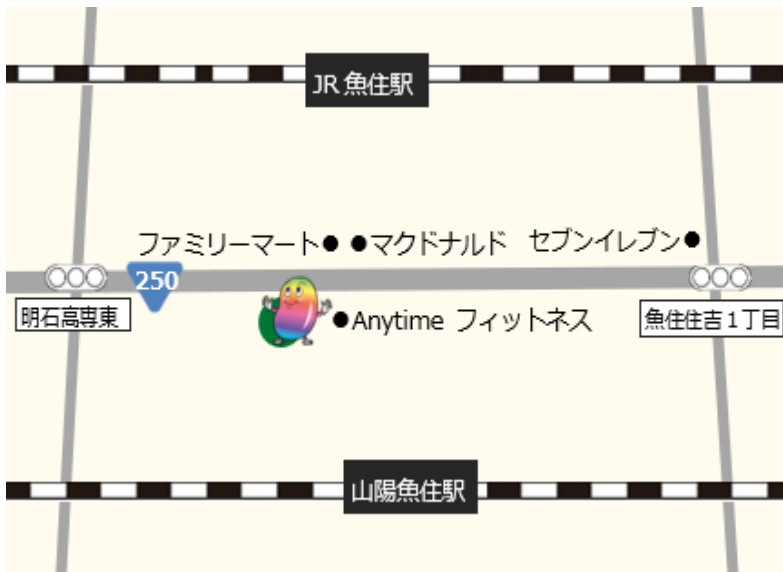 JR 魚住駅
ファミリーマート● ●マクドナルド セブンイレブン●
250
明石高専東
●Anytime フィットネス
魚住住吉1丁目
山陽魚住駅